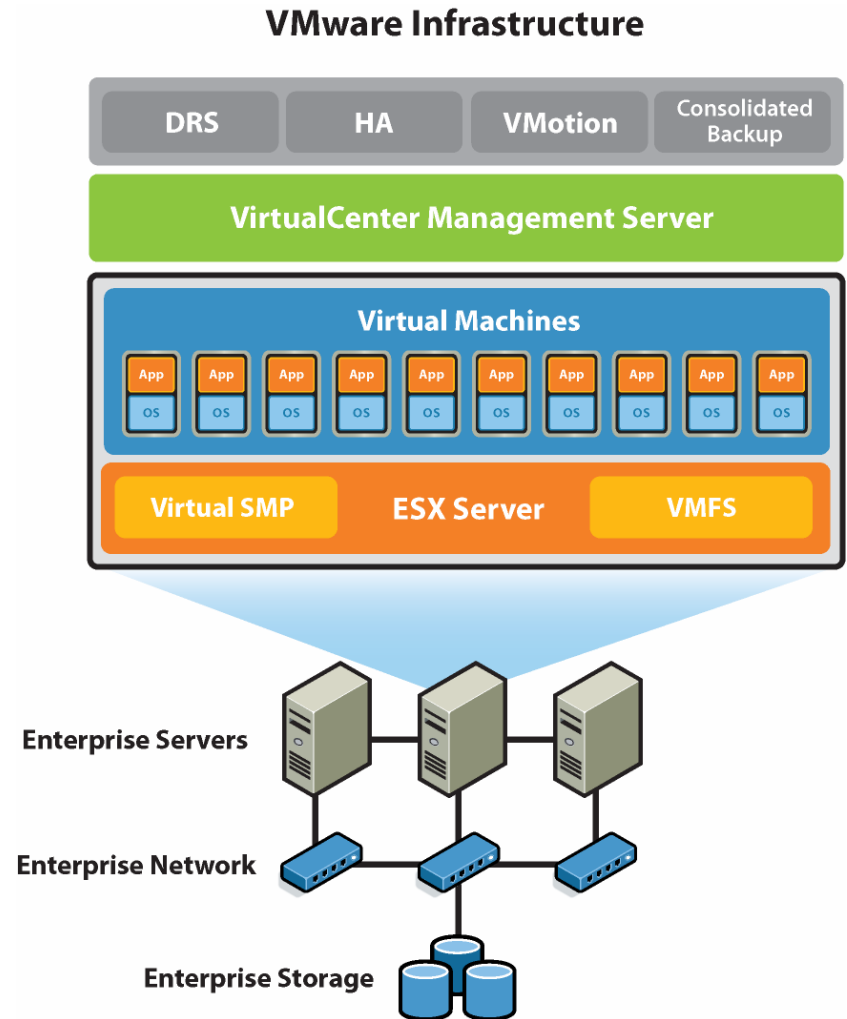 VMware Infrastructure
DRS
HA
VMotion
Consolidated
Backup
VirtualCenter Management Server
Virtual Machines
App App App App App App App App App App
OS OS OS OS OS OS OS OS OS OS
Virtual SMP
ESX Server
VMFS
Enterprise Servers
Enterprise Network
Enterprise Storage